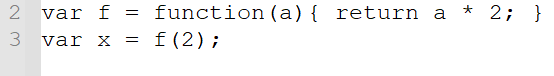 2 var f = function(a){ return a * 2; }
3 var x = f(2);